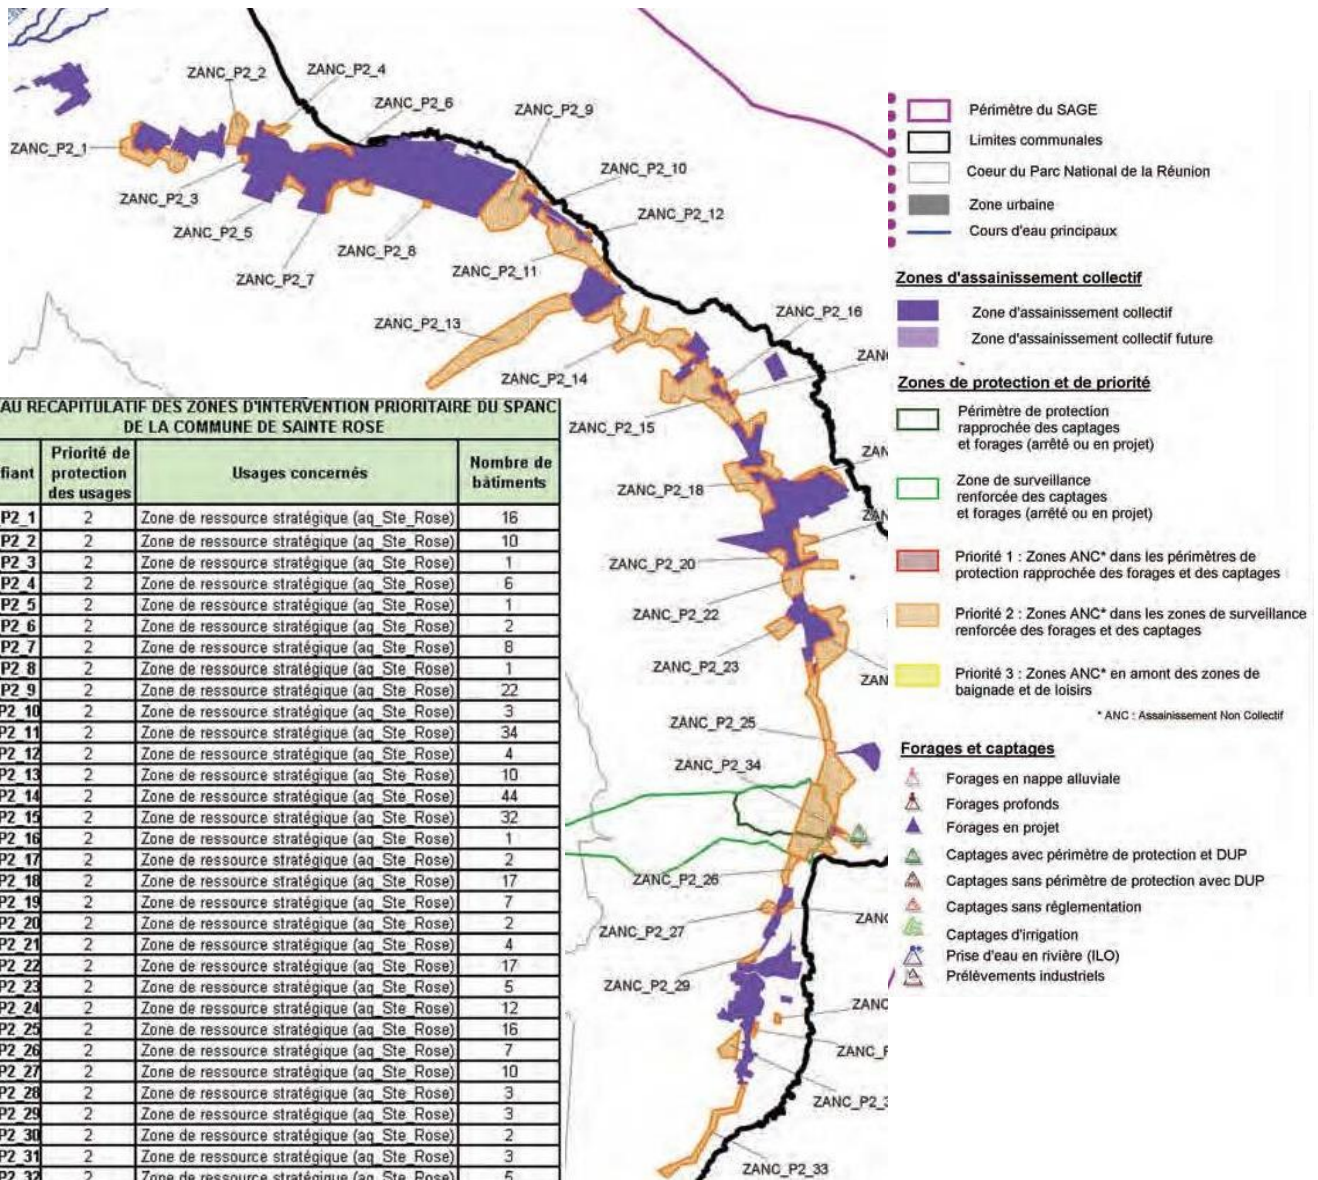 ZANC_P2_2
ZANC_P2_4
ZANC_P2_6
ZANC_P2_9
ZANC_P2_1
ZANC_P2_10
ZANC_P2_3
ZANC_P2_12
ZANC_P2_5
ZANC_P2_8
ZANC_P2_11
ZANC_P2_7
ZANC_P2_13
ZANC_P2_16
ZANC
ZANC_P2_14
ZANC_P2_15
ZAN
ZANC_P2_18
ZAN
ZANC_P2_20
ZANC_P2_22
ZANC_P2_23
ZAN
ZANC_P2_25
ZANC_P2_34
ZANC_P2_26
ZANC
ZANC_P2_27
ZANC_P2_29
ZANC
ZANC_P
ZANC_P2_3
ZANC_P2_33
AU RECAPITULATIF DES ZONES D'INTERVENTION PRIORITAIRE DU SPANC
DE LA COMMUNE DE SAINTE ROSE
fiant Priorité de protection des usages Usages concernés Nombre de bâtiments
P2_1 2 Zone de ressource stratégique (aq_Ste_Rose) 16
P2_2 2 Zone de ressource stratégique (aq_Ste_Rose) 10
P2_3 2 Zone de ressource stratégique (aq_Ste_Rose) 1
P2_4 2 Zone de ressource stratégique (aq_Ste_Rose) 6
P2_5 2 Zone de ressource stratégique (aq_Ste_Rose) 1
P2_6 2 Zone de ressource stratégique (aq_Ste_Rose) 2
P2_7 2 Zone de ressource stratégique (aq_Ste_Rose) 8
P2_8 2 Zone de ressource stratégique (aq_Ste_Rose) 1
P2_9 2 Zone de ressource stratégique (aq_Ste_Rose) 22
P2_10 2 Zone de ressource stratégique (aq_Ste_Rose) 3
P2_11 2 Zone de ressource stratégique (aq_Ste_Rose) 34
P2_12 2 Zone de ressource stratégique (aq_Ste_Rose) 4
P2_13 2 Zone de ressource stratégique (aq_Ste_Rose) 10
P2_14 2 Zone de ressource stratégique (aq_Ste_Rose) 44
P2_15 2 Zone de ressource stratégique (aq_Ste_Rose) 32
P2_16 2 Zone de ressource stratégique (aq_Ste_Rose) 1
P2_17 2 Zone de ressource stratégique (aq_Ste_Rose) 2
P2_18 2 Zone de ressource stratégique (aq_Ste_Rose) 17
P2_19 2 Zone de ressource stratégique (aq_Ste_Rose) 7
P2_20 2 Zone de ressource stratégique (aq_Ste_Rose) 2
P2_21 2 Zone de ressource stratégique (aq_Ste_Rose) 4
P2_22 2 Zone de ressource stratégique (aq_Ste_Rose) 17
P2_23 2 Zone de ressource stratégique (aq_Ste_Rose) 5
P2_24 2 Zone de ressource stratégique (aq_Ste_Rose) 12
P2_25 2 Zone de ressource stratégique (aq_Ste_Rose) 16
P2_26 2 Zone de ressource stratégique (aq_Ste_Rose) 7
P2_27 2 Zone de ressource stratégique (aq_Ste_Rose) 10
P2_28 2 Zone de ressource stratégique (aq_Ste_Rose) 3
P2_29 2 Zone de ressource stratégique (aq_Ste_Rose) 3
P2_30 2 Zone de ressource stratégique (aq_Ste_Rose) 2
P2_31 2 Zone de ressource stratégique (aq_Ste_Rose) 3
P2_32 2 Zone de ressource stratégique (aq_Ste_Rose) 5
Périmètre du SAGE
Limites communales
Coeur du Parc National de la Réunion
Zone urbaine
Cours d'eau principaux
Zones d'assainissement collectif
Zone d'assainissement collectif
Zone d'assainissement collectif future
Zones de protection et de priorité
Périmètre de protection
rapprochée des captages
et forages (arrêté ou en projet)
Zone de surveillance
renforcée des captages
et forages (arrêté ou en projet)
Priorité 1 : Zones ANC* dans les périmètres de
protection rapprochée des forages et des captages
Priorité 2 : Zones ANC* dans les zones de surveillance
renforcée des forages et des captages
Priorité 3 : Zones ANC* en amont des zones de
baignade et de loisirs
* ANC : Assainissement Non Collectif
Forages et captages
Forages en nappe alluviale
Forages profonds
Forages en projet
Captages avec périmètre de protection et DUP
Captages sans périmètre de protection avec DUP
Captages sans réglementation
Captages d'irrigation
Prise d'eau en rivière (ILO)
Prélèvements industriels